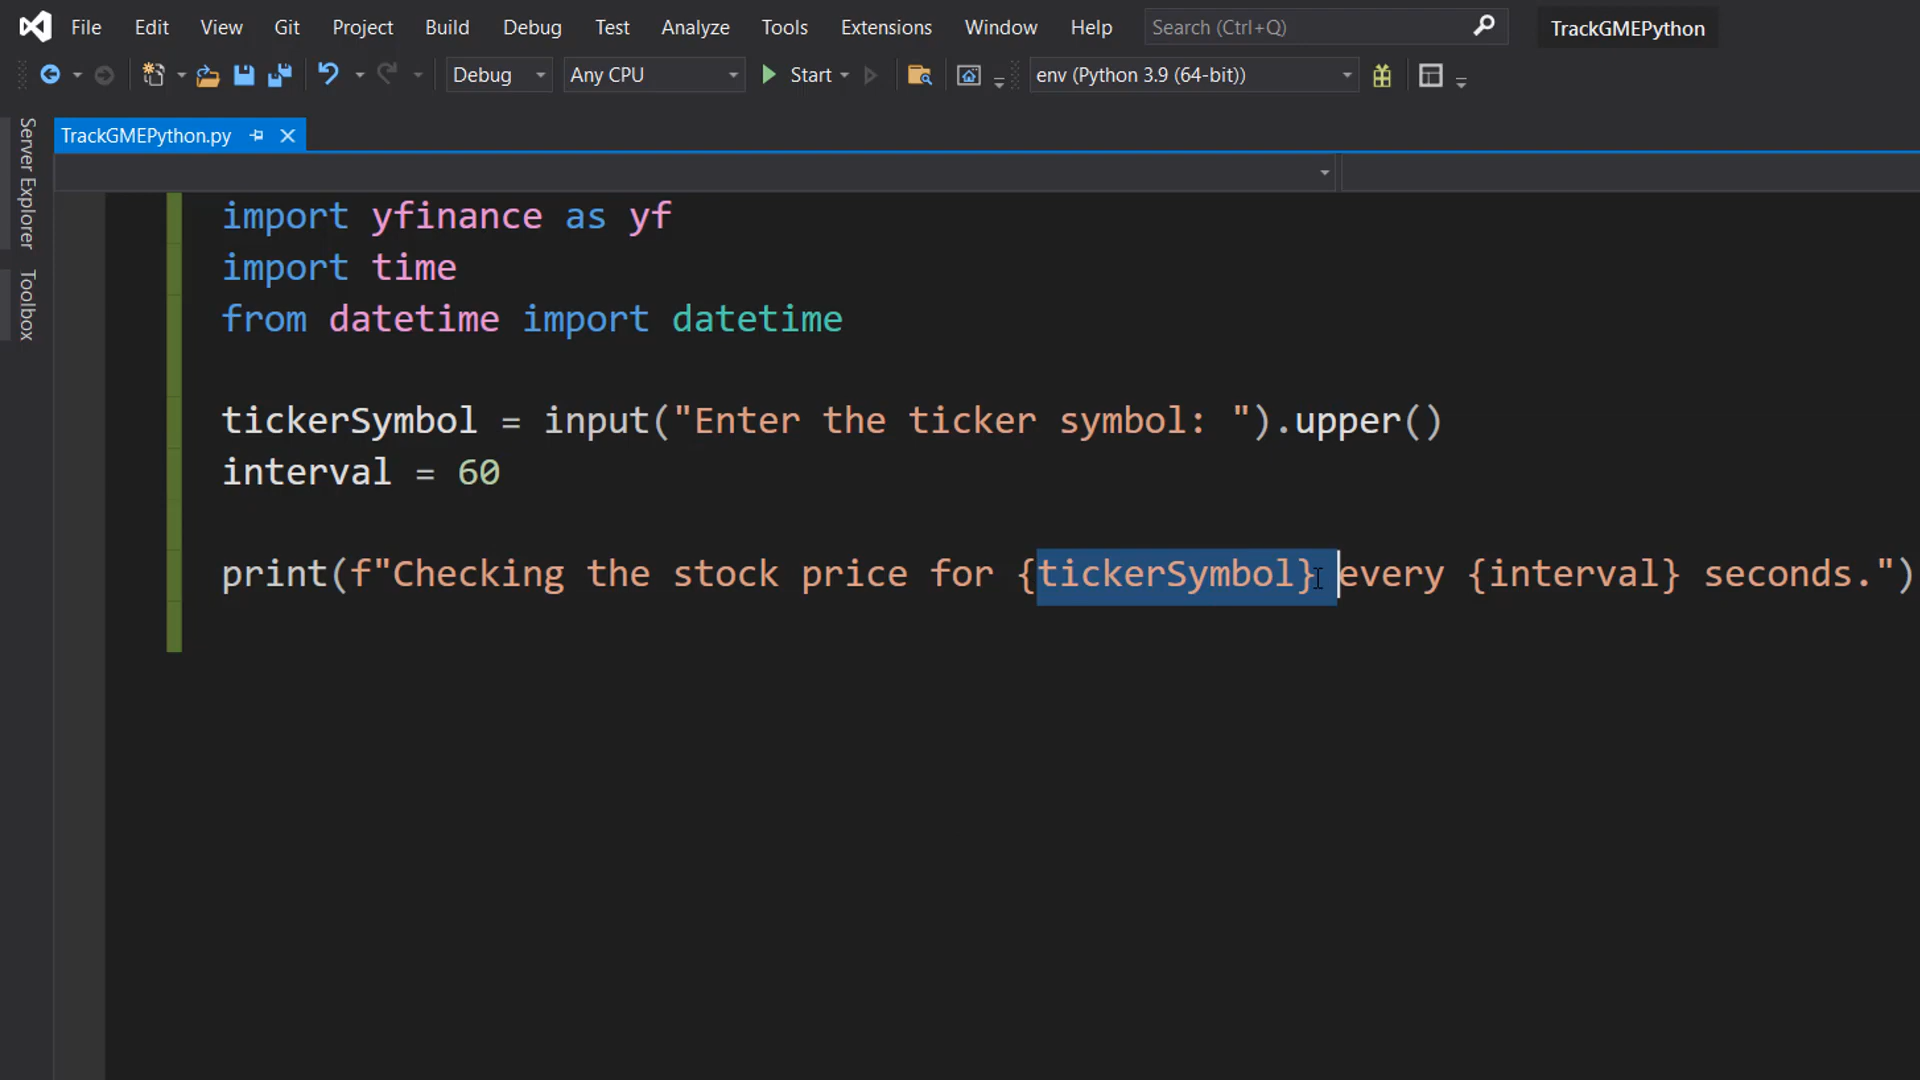 File Edit View Git Project Build Debug Test Analyze Tools Extensions Window Help Search (Ctrl+Q) TrackGMEPython
Debug Any CPU Start env (Python 3.9 (64-bit))
Server Explorer
Toolbox
TrackGMEPython.py
import yfinance as yf
import time
from datetime import datetime
tickerSymbol = input("Enter the ticker symbol: ").upper()
interval = 60
print(f"Checking the stock price for {tickerSymbol} every {interval} seconds.")